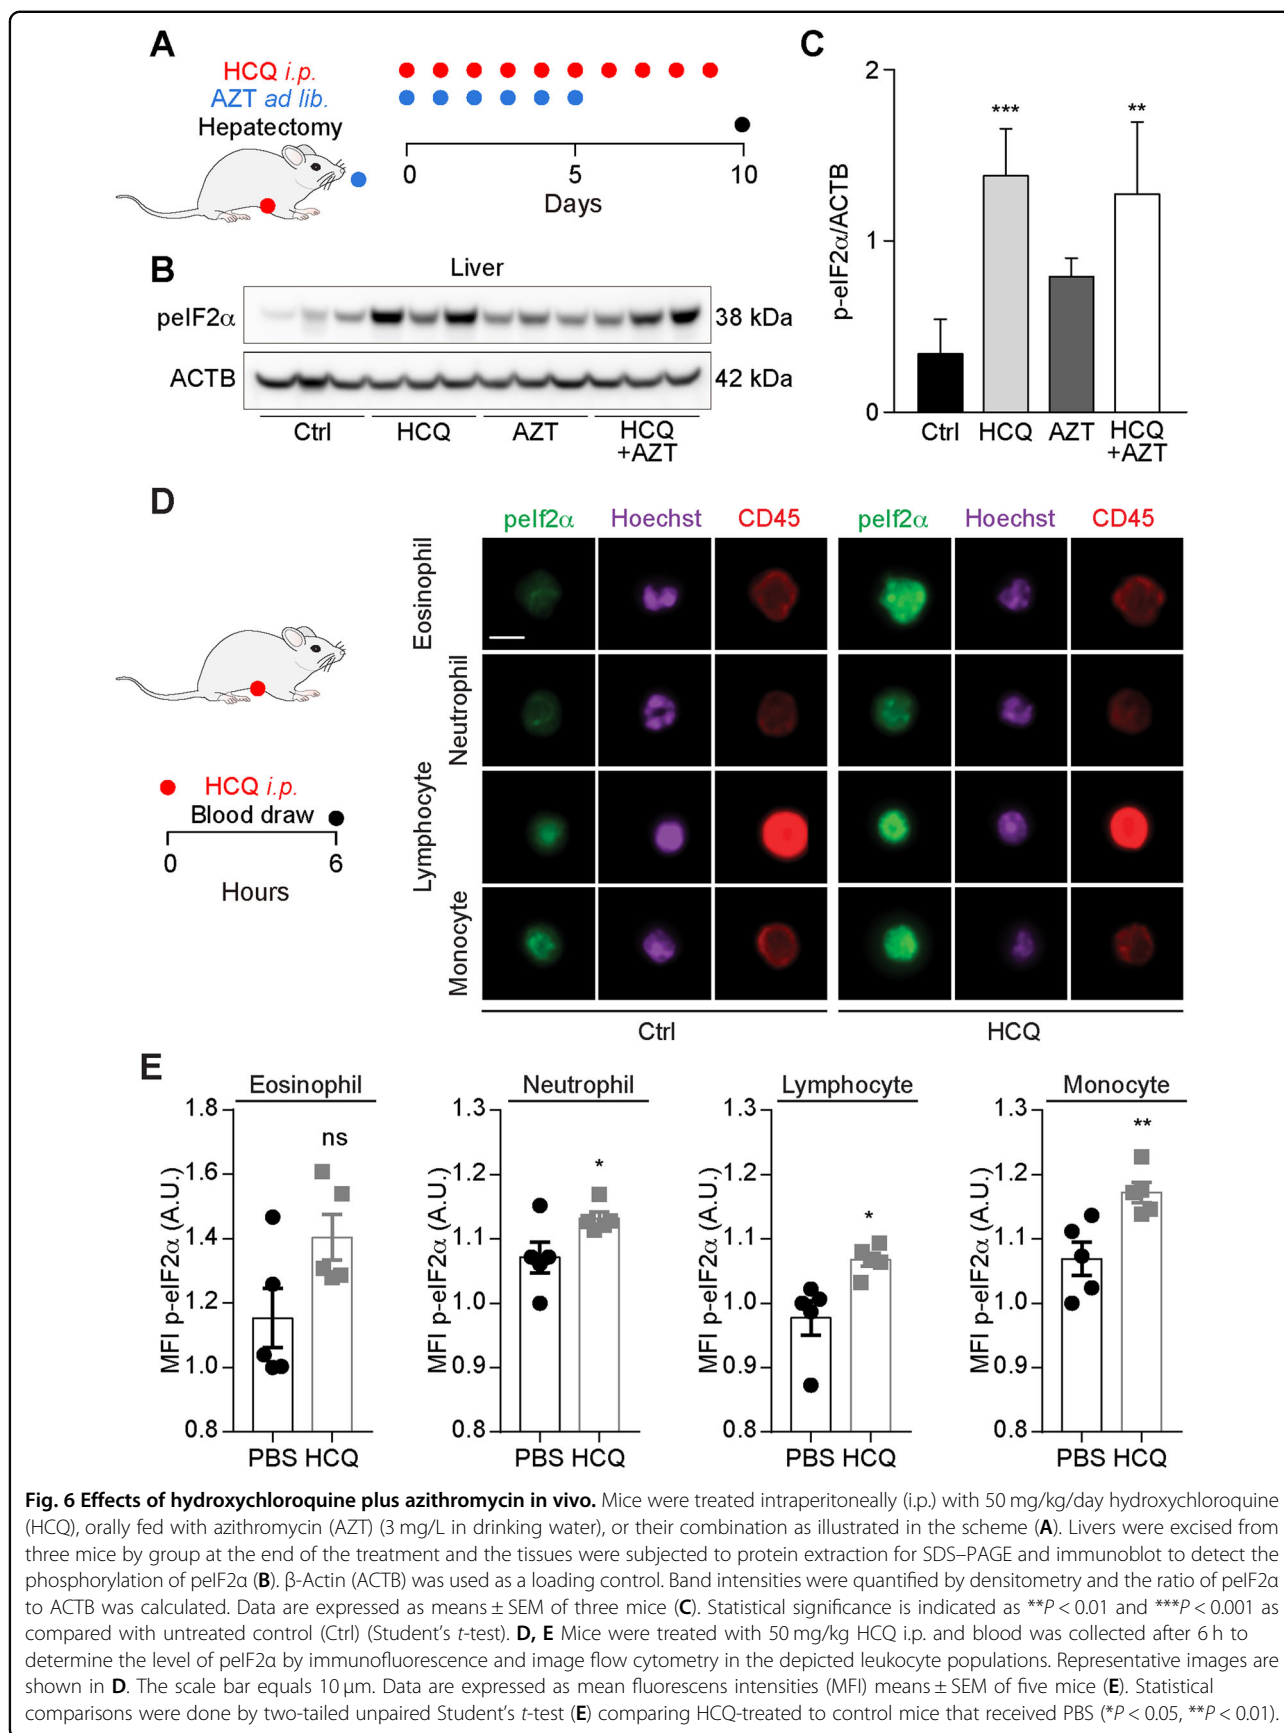 A
HCQ i.p.
AZT ad lib.
Hepatectomy
0
5
10
Days
B
Liver
peIF2α
38 kDa
ACTB
42 kDa
Ctrl
HCQ
AZT
HCQ
+AZT
C
p-eIF2α/ACTB
2
1
0
***
**
Ctrl
HCQ
AZT
HCQ
+AZT
D
HCQ i.p.
Blood draw
0
6
Hours
pelf2α
Hoechst
CD45
pelf2α
Hoechst
CD45
Eosinophil
Neutrophil
Lymphocyte
Monocyte
Ctrl
HCQ
E
Eosinophil
MFI p-eIF2α (A.U.)
1.8
1.6
1.4
1.2
1.0
0.8
ns
PBS HCQ
Neutrophil
MFI p-eIF2α (A.U.)
1.3
1.2
1.1
1.0
0.9
0.8
*
PBS HCQ
Lymphocyte
MFI p-eIF2α (A.U.)
1.3
1.2
1.1
1.0
0.9
0.8
*
PBS HCQ
Monocyte
MFI p-eIF2α (A.U.)
1.3
1.2
1.1
1.0
0.9
0.8
**
PBS HCQ
Fig. 6 Effects of hydroxychloroquine plus azithromycin in vivo. Mice were treated intraperitoneally (i.p.) with 50 mg/kg/day hydroxychloroquine
(HCQ), orally fed with azithromycin (AZT) (3 mg/L in drinking water), or their combination as illustrated in the scheme (A). Livers were excised from
three mice by group at the end of the treatment and the tissues were subjected to protein extraction for SDS–PAGE and immunoblot to detect the
phosphorylation of peIF2α (B). β-Actin (ACTB) was used as a loading control. Band intensities were quantified by densitometry and the ratio of peIF2α
to ACTB was calculated. Data are expressed as means ± SEM of three mice (C). Statistical significance is indicated as **P < 0.01 and ***P < 0.001 as
compared with untreated control (Ctrl) (Student's t-test). D, E Mice were treated with 50 mg/kg HCQ i.p. and blood was collected after 6 h to
determine the level of peIF2α by immunofluorescence and image flow cytometry in the depicted leukocyte populations. Representative images are
shown in D. The scale bar equals 10 µm. Data are expressed as mean fluorescens intensities (MFI) means ± SEM of five mice (E). Statistical
comparisons were done by two-tailed unpaired Student's t-test (E) comparing HCQ-treated to control mice that received PBS (*P < 0.05, **P < 0.01).